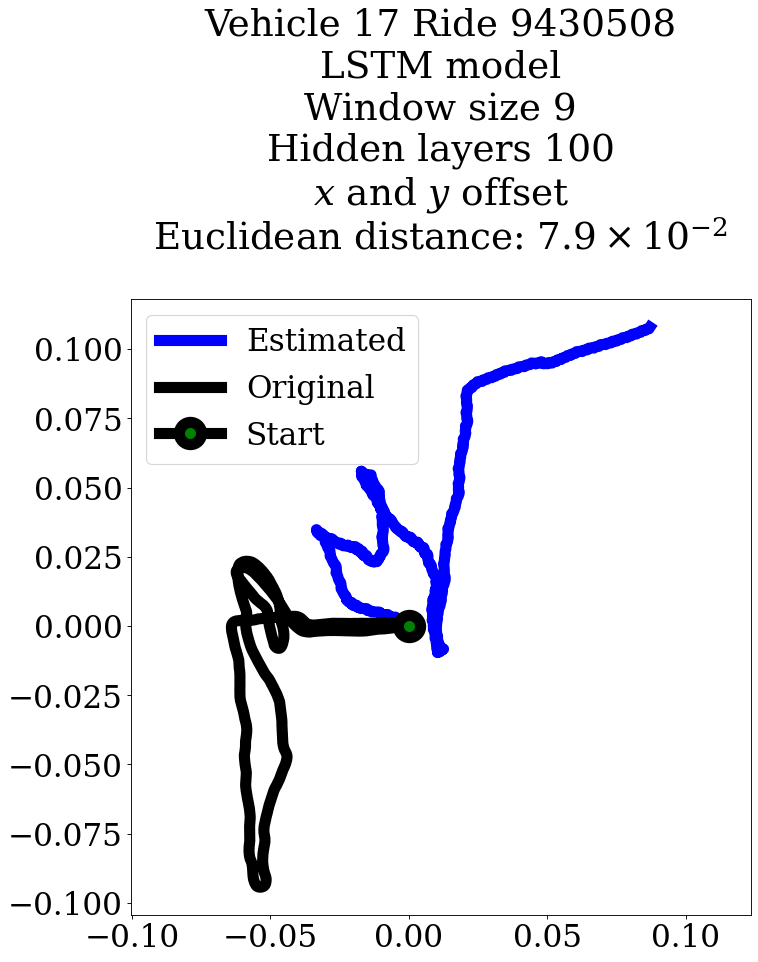 Vehicle 17 Ride 9430508
LSTM model
Window size 9
Hidden layers 100
x and y offset
Euclidean distance: 7.9 × 10⁻²
Estimated
Original
Start
0.100
0.075
0.050
0.025
0.000
−0.025
−0.050
−0.075
−0.100
−0.10 −0.05 0.00 0.05 0.10